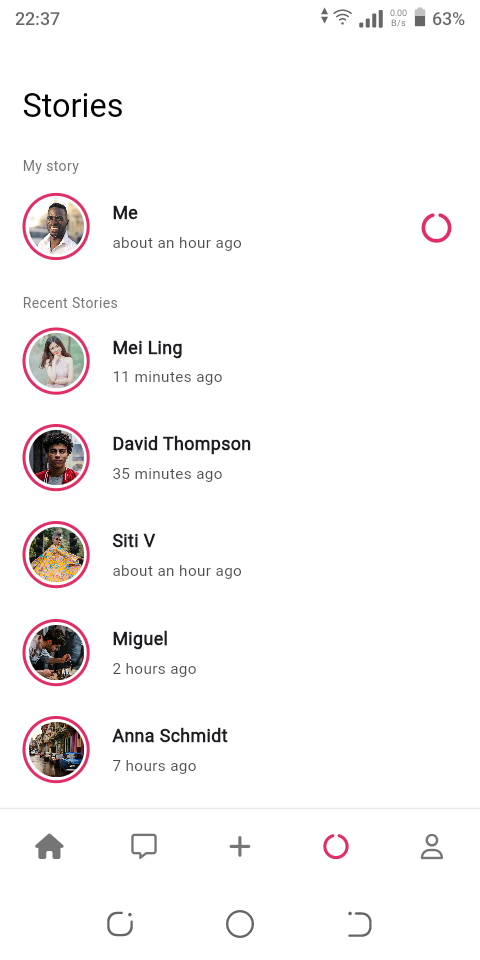 22:37
0.00
B/s
63%
Stories
My story
Me
about an hour ago
Recent Stories
Mei Ling
11 minutes ago
David Thompson
35 minutes ago
Siti V
about an hour ago
Miguel
2 hours ago
Anna Schmidt
7 hours ago